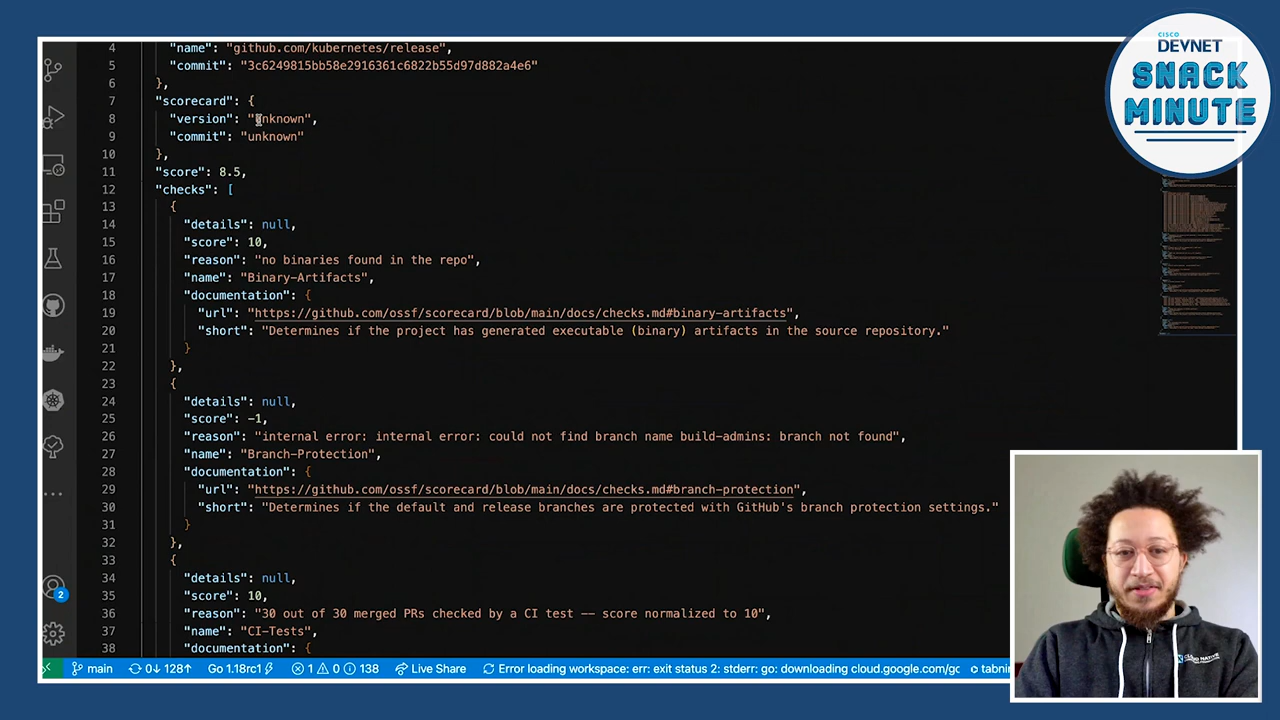 CISCO
DEVNET
SNACK
MINUTE
4 "name": "github.com/kubernetes/release",
5 "commit": "3c6249815bb58e2916361c6822b55d97d882a4e6"
6 },
7 "scorecard": {
8 "version": "unknown",
9 "commit": "unknown"
10 },
11 "score": 8.5,
12 "checks": [
13 {
14 "details": null,
15 "score": 10,
16 "reason": "no binaries found in the repo",
17 "name": "Binary-Artifacts",
18 "documentation": {
19 "url": "https://github.com/ossf/scorecard/blob/main/docs/checks.md#binary-artifacts",
20 "short": "Determines if the project has generated executable (binary) artifacts in the source repository."
21 }
22 },
23 {
24 "details": null,
25 "score": -1,
26 "reason": "internal error: internal error: could not find branch name build-admins: branch not found",
27 "name": "Branch-Protection",
28 "documentation": {
29 "url": "https://github.com/ossf/scorecard/blob/main/docs/checks.md#branch-protection",
30 "short": "Determines if the default and release branches are protected with GitHub's branch protection settings."
31 }
32 },
33 {
34 "details": null,
35 "score": 10,
36 "reason": "30 out of 30 merged PRs checked by a CI test -- score normalized to 10",
37 "name": "CI-Tests",
38 "documentation": {
2
main 0↓ 128↑ Go 1.18rc1 1 0 138 Live Share Error loading workspace: err: exit status 2: stderr: go: downloading cloud.google.com/go tabnin